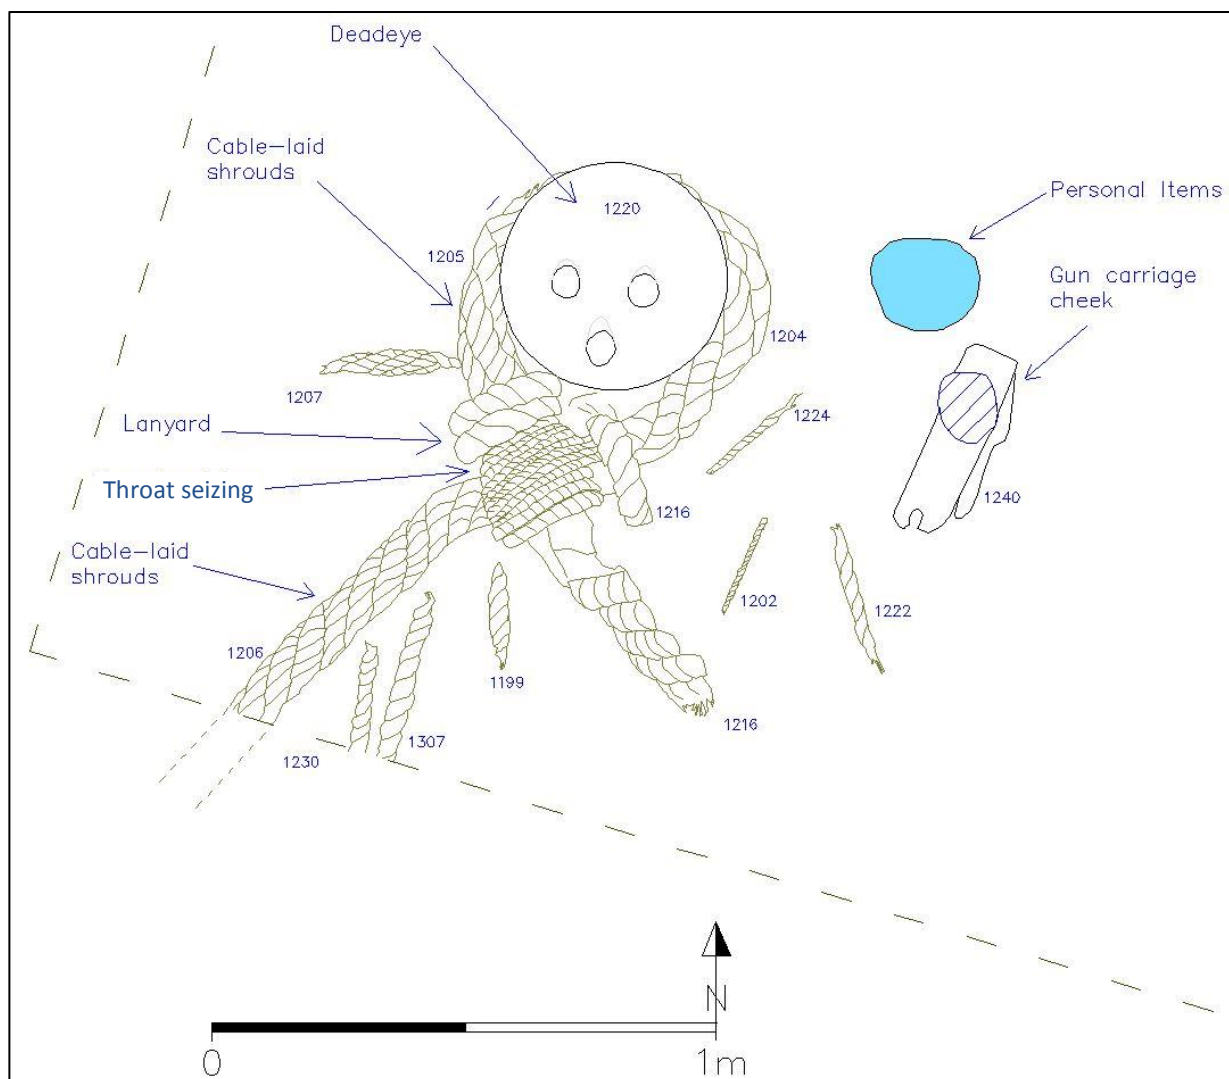 Deadeye
Cable-laid
shrouds
1220
Personal Items
1205
Gun carriage
cheek
1204
1207
1224
Lanyard
Throat seizing
1240
1216
Cable-laid
shrouds
1202
1222
1206
1199
1216
1307
1230
N
0
1m